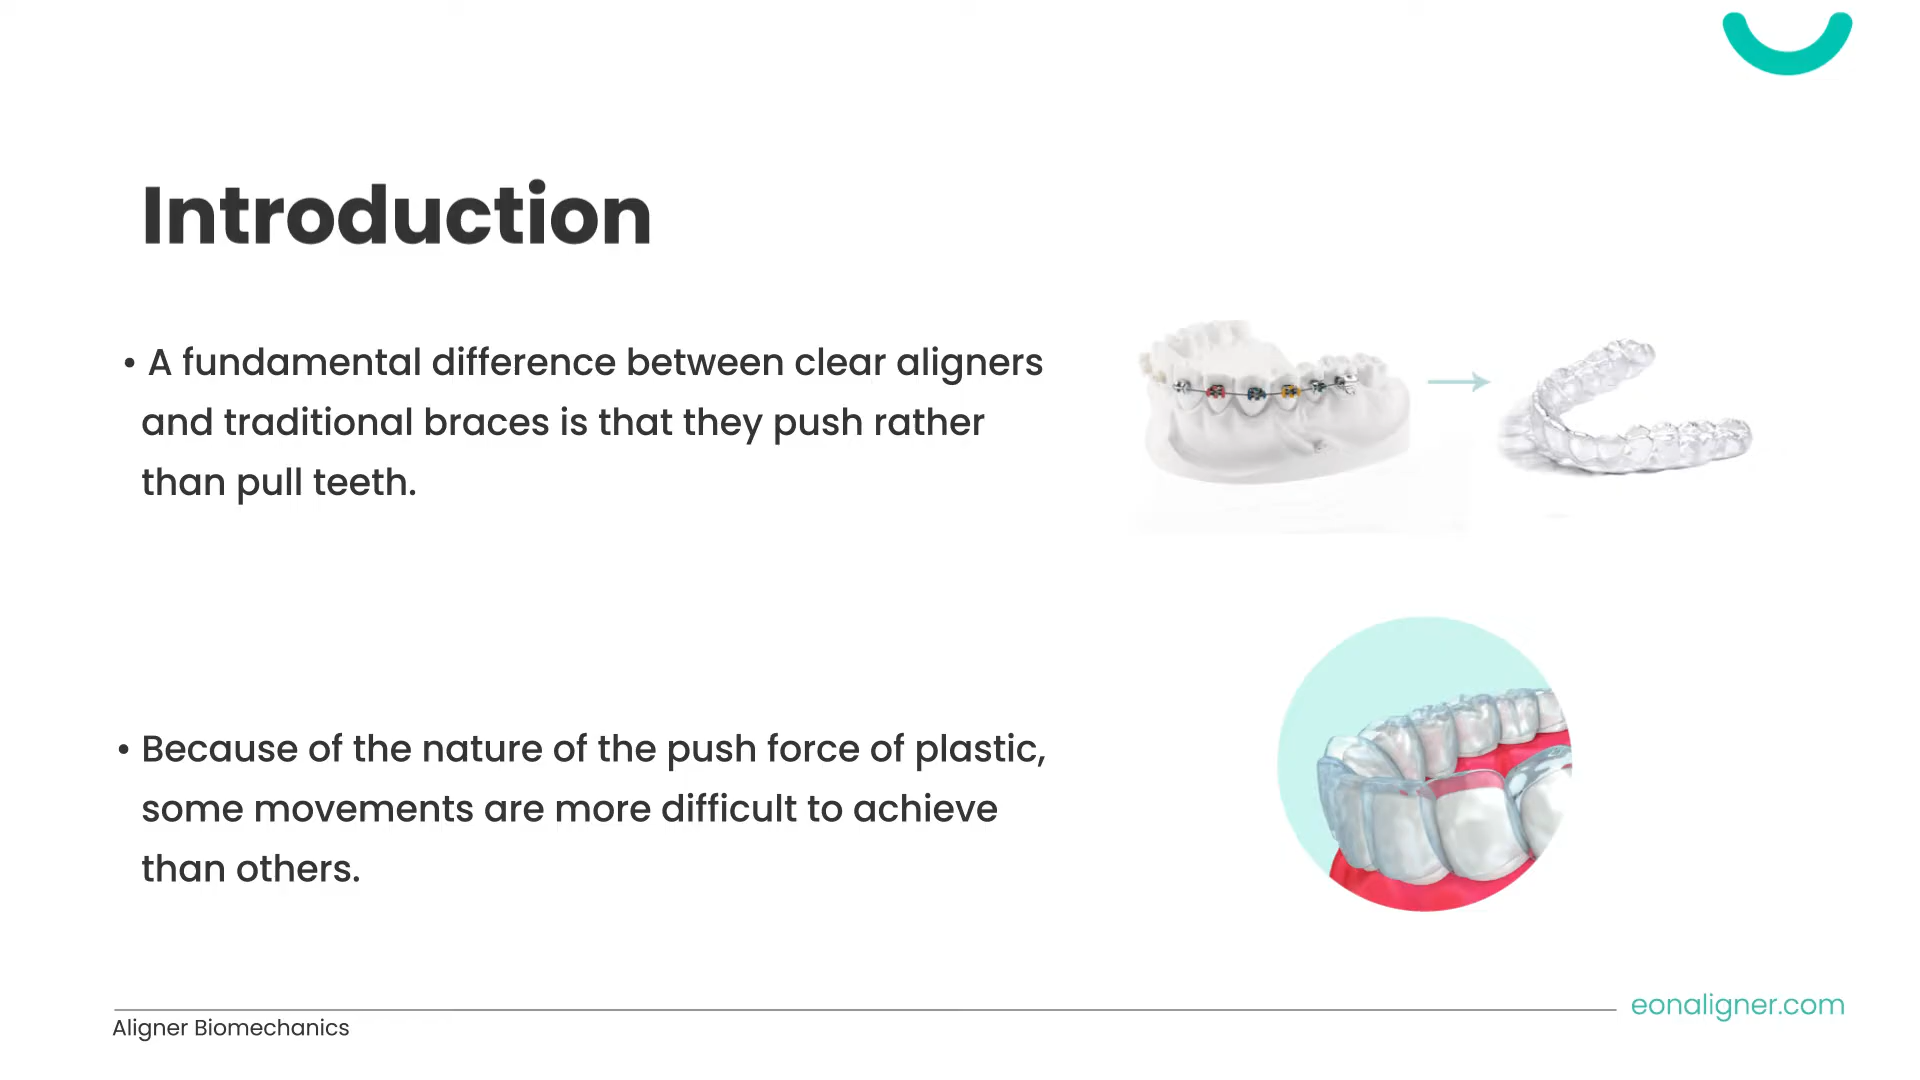 Introduction
• A fundamental difference between clear aligners
and traditional braces is that they push rather
than pull teeth.
• Because of the nature of the push force of plastic,
some movements are more difficult to achieve
than others.
eonaligner.com
Aligner Biomechanics